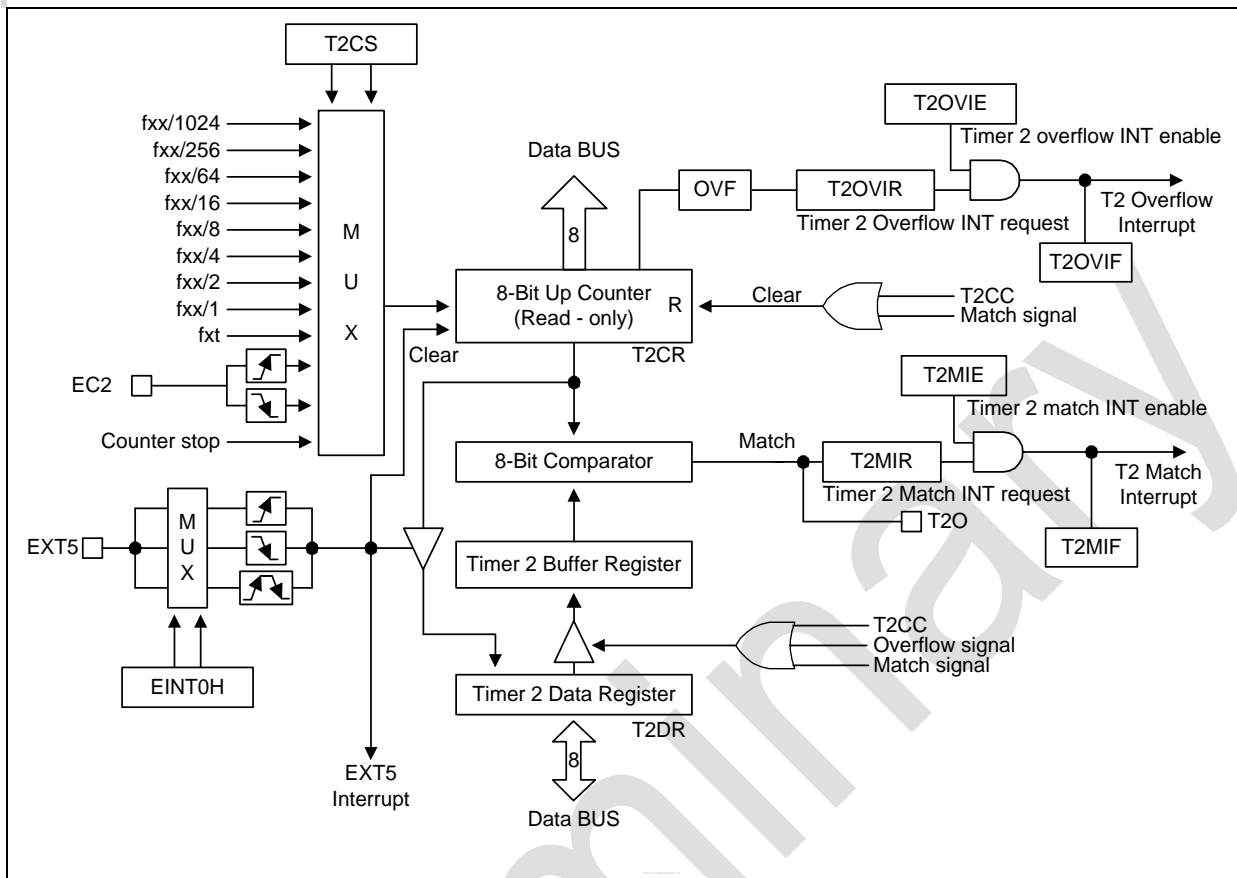 T2CS
fxx/1024
fxx/256
fxx/64
fxx/16
fxx/8
fxx/4
fxx/2
fxx/1
fxt
EC2
Counter stop
M
U
X
Data BUS
8
8-Bit Up Counter
(Read - only)
R
T2CR
Clear
OVF
T2OVIR
Timer 2 Overflow INT request
T2OVIE
Timer 2 overflow INT enable
T2 Overflow
Interrupt
T2OVIF
Clear
T2CC
Match signal
8-Bit Comparator
Match
T2MIR
Timer 2 Match INT request
T2O
T2MIE
Timer 2 match INT enable
T2 Match
Interrupt
T2MIF
EXT5
M
U
X
EINT0H
EXT5
Interrupt
Timer 2 Buffer Register
T2CC
Overflow signal
Match signal
Timer 2 Data Register
T2DR
8
Data BUS
minary